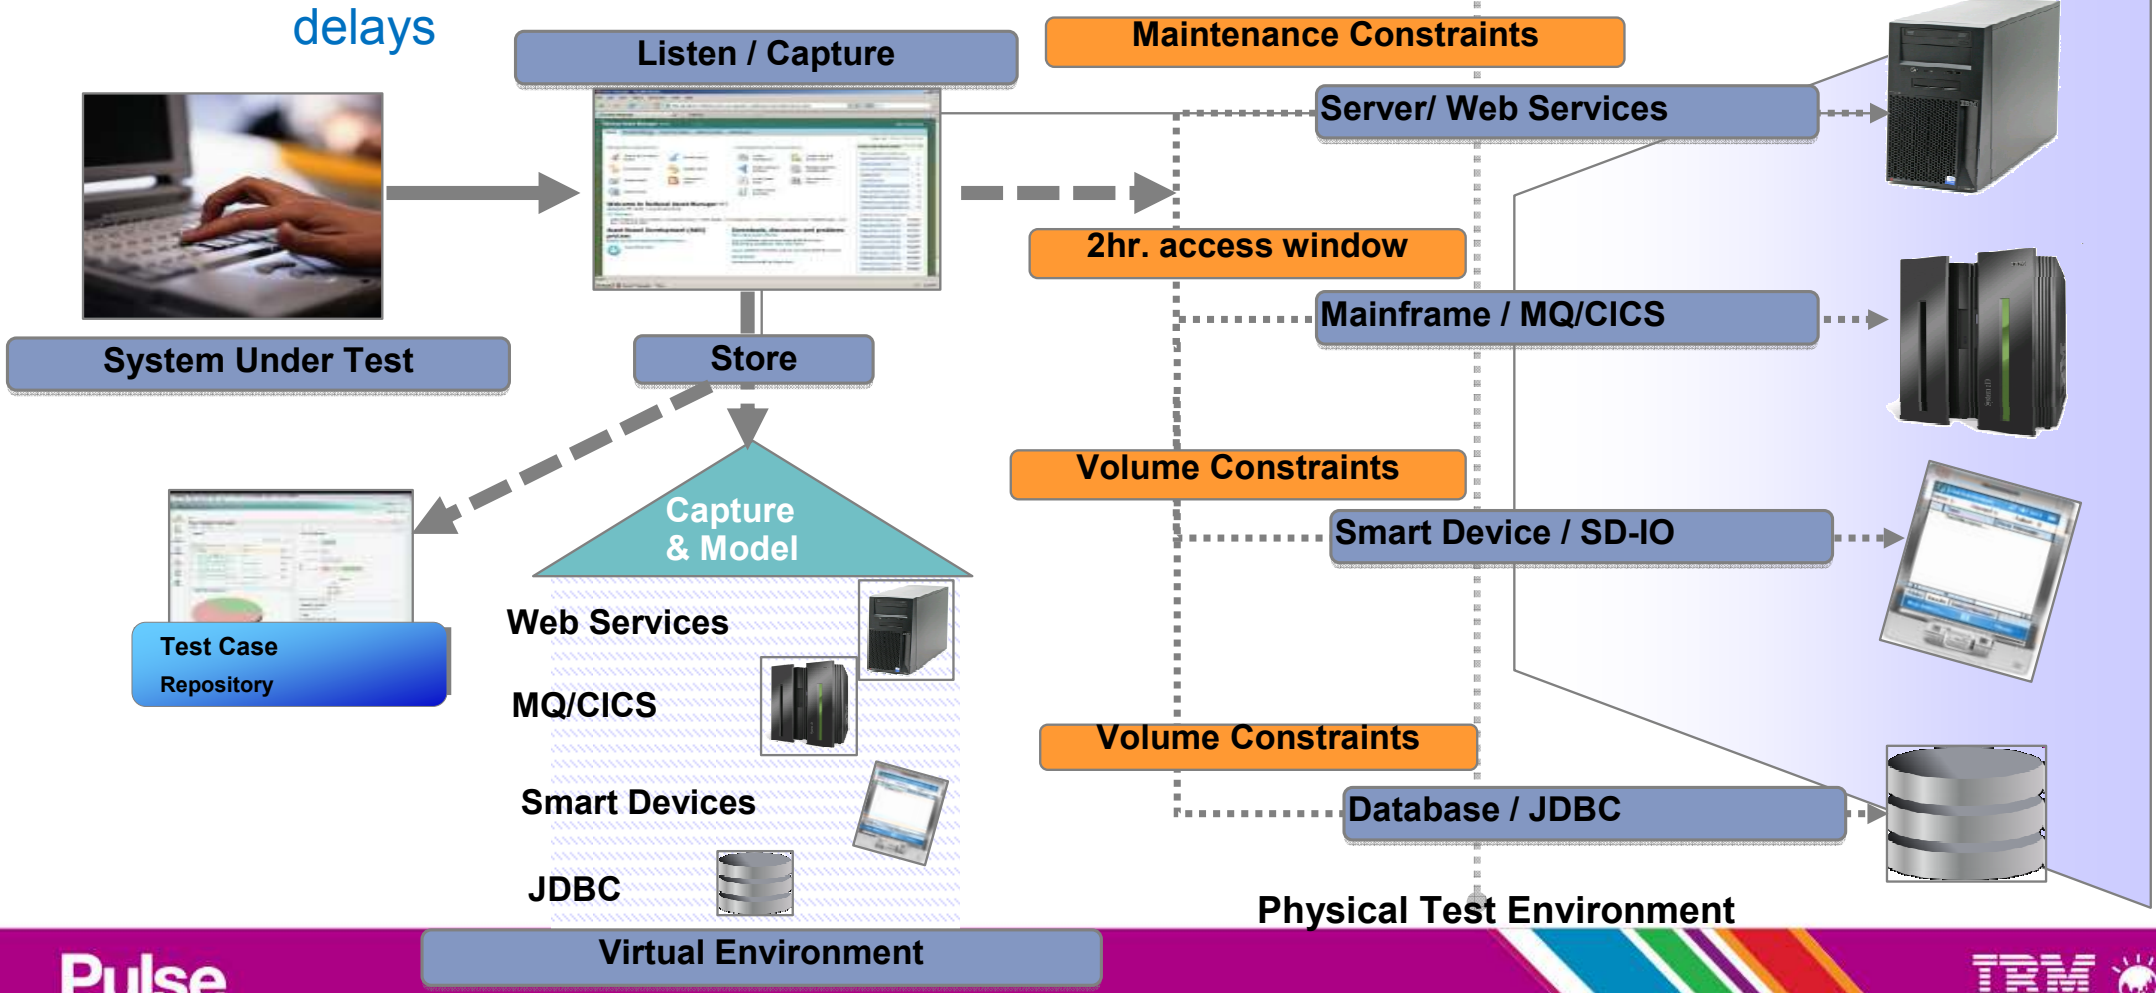 delays
Listen / Capture
Maintenance Constraints
Server/ Web Services
2hr. access window
Mainframe / MQ/CICS
System Under Test
Store
Volume Constraints
Capture
& Model
Smart Device / SD-IO
Web Services
Test Case
Repository
MQ/CICS
Volume Constraints
Smart Devices
Database / JDBC
JDBC
Physical Test Environment
Virtual Environment
Pulse
IBM